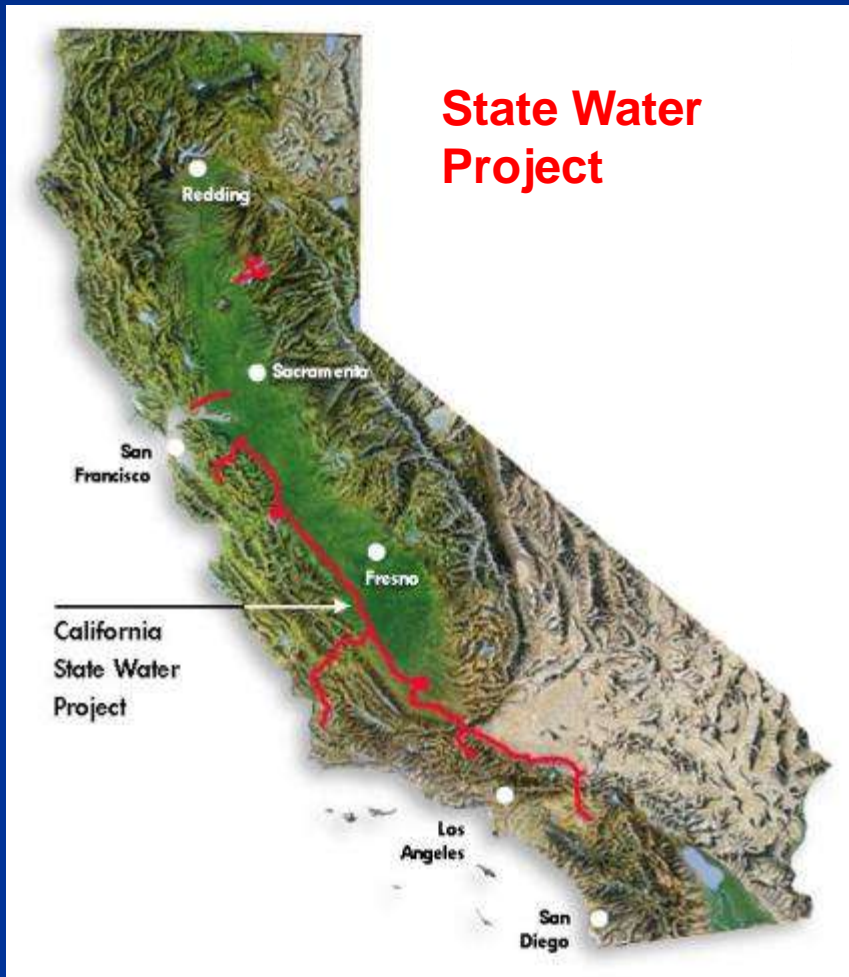 State Water
Project
Redding
Sacramento
San
Francisco
Fresno
California
State Water
Project
Los
Angeles
San
Diego